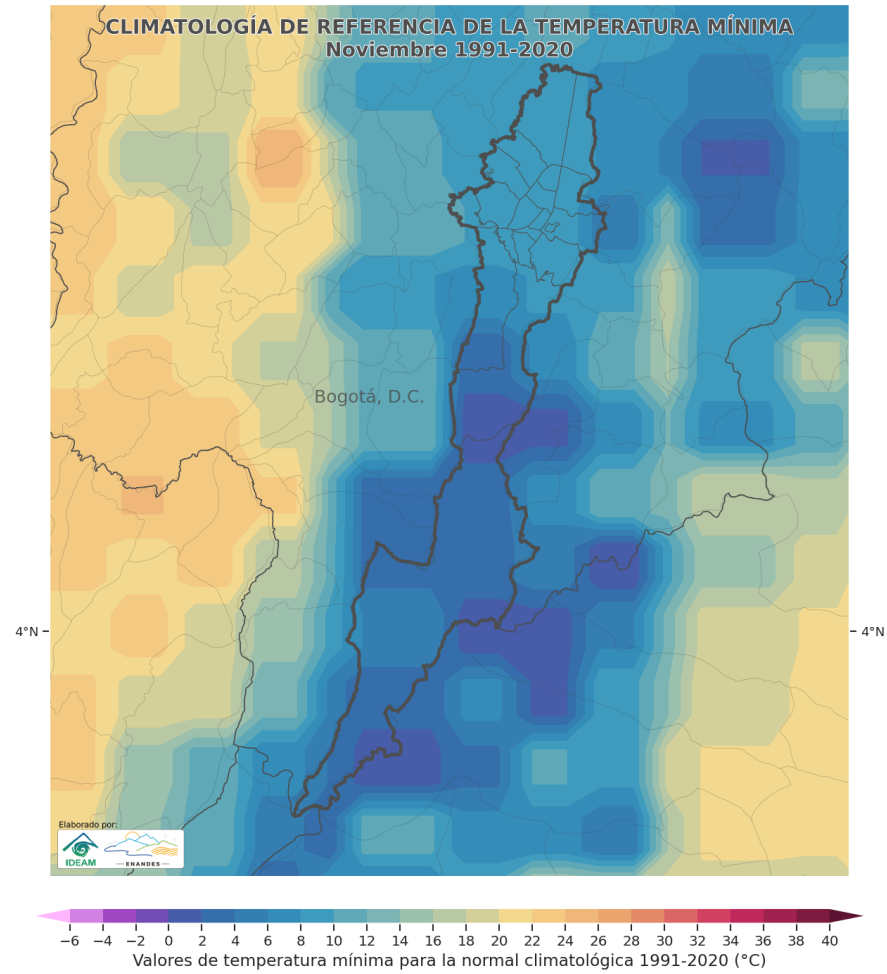 CLIMATOLOGÍA DE REFERENCIA DE LA TEMPERATURA MÍNIMA
Noviembre 1991-2020
Bogotá, D.C.
4°N
4°N
Elaborado por:
IDEAM
ENANDES
−6 −4 −2 0 2 4 6 8 10 12 14 16 18 20 22 24 26 28 30 32 34 36 38 40
Valores de temperatura mínima para la normal climatológica 1991-2020 (°C)